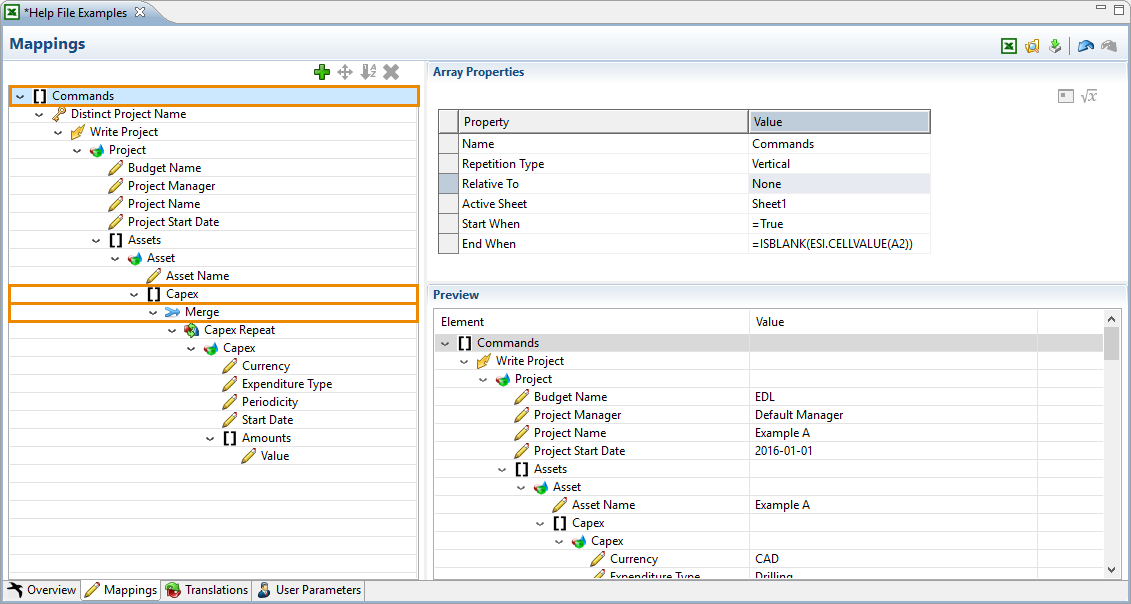 *Help File Examples
Mappings
Commands
Distinct Project Name
Write Project
Project
Budget Name
Project Manager
Project Name
Project Start Date
[ ] Assets
Asset
Asset Name
[ ] Capex
Merge
Capex Repeat
Capex
Currency
Expenditure Type
Periodicity
Start Date
[ ] Amounts
Value
Array Properties
√x
Property Value
Name Commands
Repetition Type Vertical
Relative To None
Active Sheet Sheet1
Start When =True
End When =ISBLANK(ESI.CELLVALUE(A2))
Preview
Element Value
[ ] Commands
Write Project
Project
Budget Name EDL
Project Manager Default Manager
Project Name Example A
Project Start Date 2016-01-01
[ ] Assets
Asset
Asset Name Example A
[ ] Capex
Capex
Currency CAD
Expenditure Type Drilling
Overview Mappings Translations User Parameters